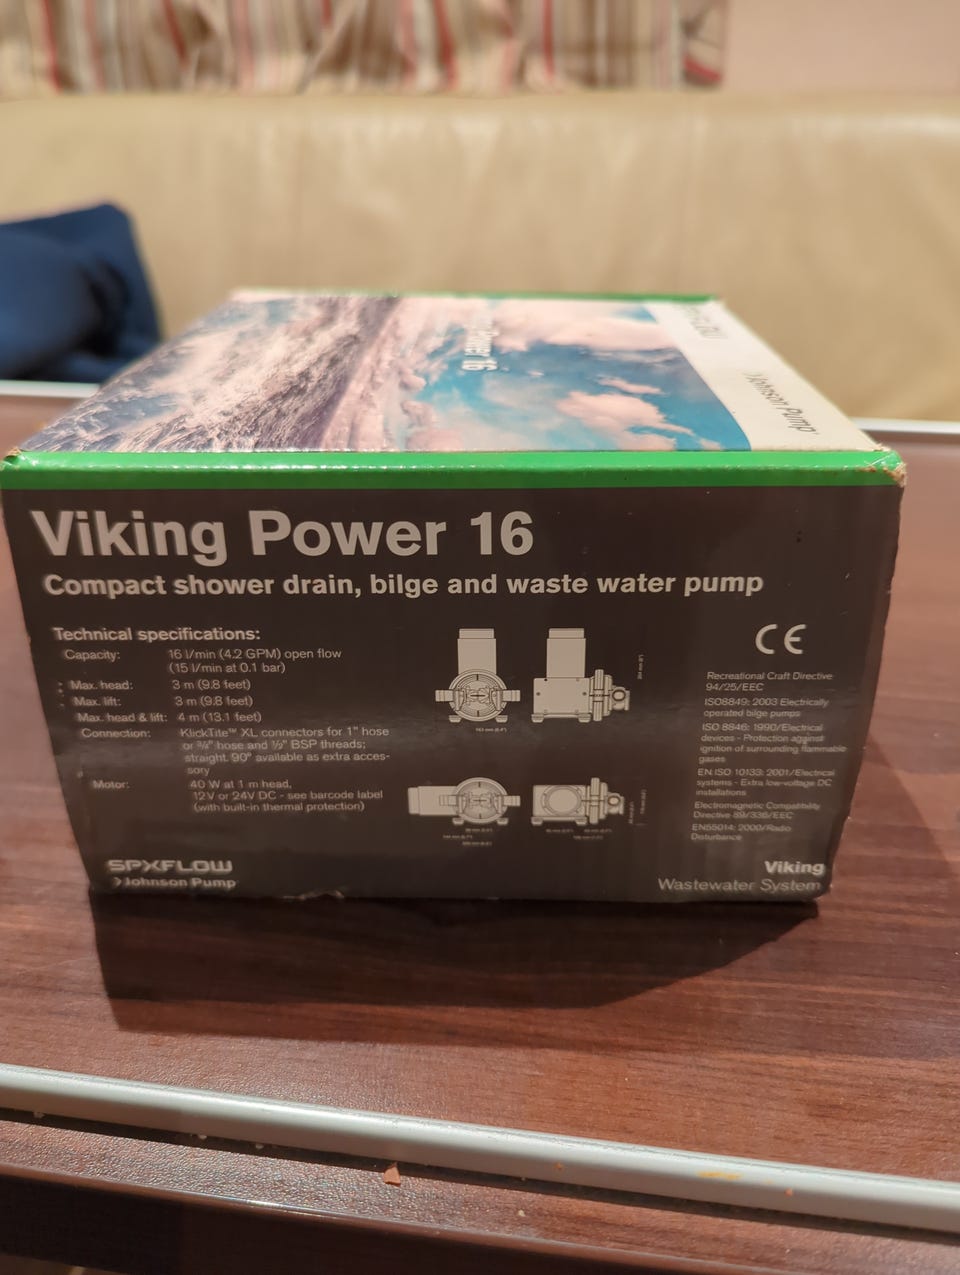 Power 16
Johnson Pump
Viking Power 16
Compact shower drain, bilge and waste water pump
Technical specifications:
Capacity: 16 l/min (4.2 GPM) open flow
(15 l/min at 0.1 bar)
Max. head: 3 m (9.8 feet)
Max. lift: 3 m (9.8 feet)
Max. head & lift: 4 m (13.1 feet)
Connection: KlickTite™ XL connectors for 1" hose
or ¾" hose and ½" BSP threads;
straight, 90° available as extra acces-
sory
Motor: 40 W at 1 m head,
12V or 24V DC - see barcode label
(with built-in thermal protection)
SPXFLOW
Johnson Pump
CE
Recreational Craft Directive
94/25/EEC
ISO8849: 2003 Electrically
operated bilge pumps
ISO 8846: 1990/Electrical
devices - Protection against
ignition of surrounding flammable
gases
EN ISO 10133: 2001/Electrical
systems - Extra low-voltage DC
installations
Electromagnetic Compatibility
Directive 89/336/EEC
EN55014: 2000/Radio
Disturbance
Viking
Wastewater System